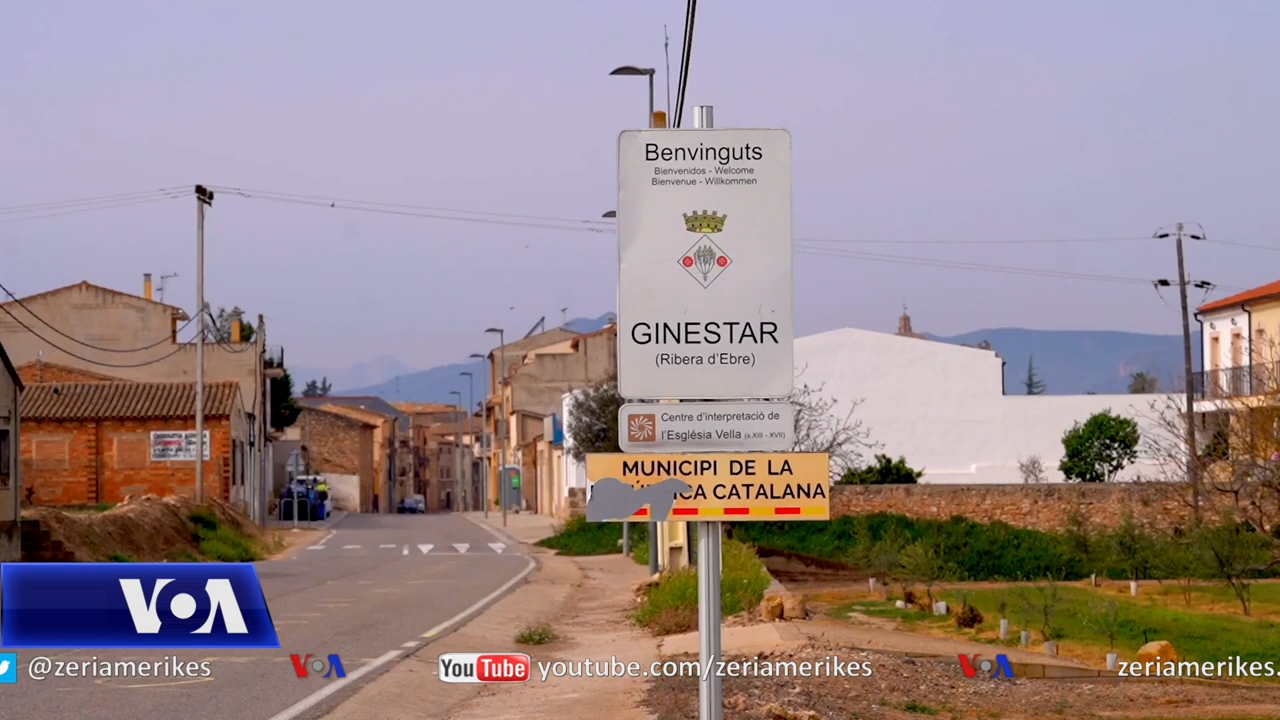 Benvinguts
Bienvenidos - Welcome
Bienvenue - Willkommen
GINESTAR
(Ribera d'Ebre)
Centre d'interpretació de
l'Església Vella (s.XIII - XVII)
MUNICIPI DE LA
CA CATALANA
VOA
@zeriamerikes
VOA
YouTube
youtube.com/zeriamerikes
VOA
zeriamerikes.